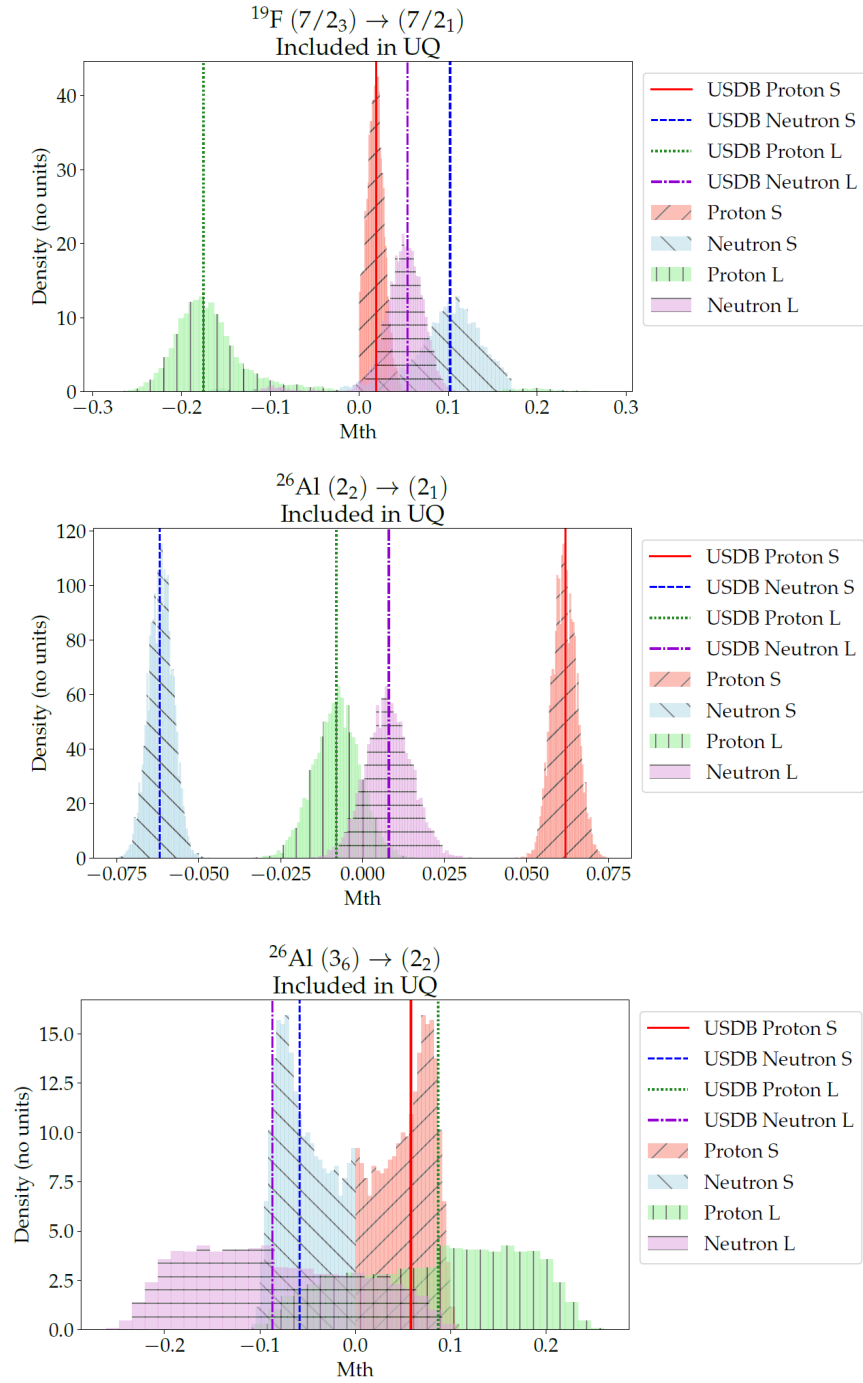 ¹⁹F (7/2₃) → (7/2₁)
Included in UQ
Density (no units)
40
30
20
10
0
−0.3
−0.2
−0.1
0.0
0.1
0.2
0.3
Mth
USDB Proton S
USDB Neutron S
USDB Proton L
USDB Neutron L
Proton S
Neutron S
Proton L
Neutron L
²⁶Al (2₂) → (2₁)
Included in UQ
Density (no units)
120
100
80
60
40
20
0
−0.075
−0.050
−0.025
0.000
0.025
0.050
0.075
Mth
USDB Proton S
USDB Neutron S
USDB Proton L
USDB Neutron L
Proton S
Neutron S
Proton L
Neutron L
²⁶Al (3₆) → (2₂)
Included in UQ
Density (no units)
15.0
12.5
10.0
7.5
5.0
2.5
0.0
−0.2
−0.1
0.0
0.1
0.2
Mth
USDB Proton S
USDB Neutron S
USDB Proton L
USDB Neutron L
Proton S
Neutron S
Proton L
Neutron L